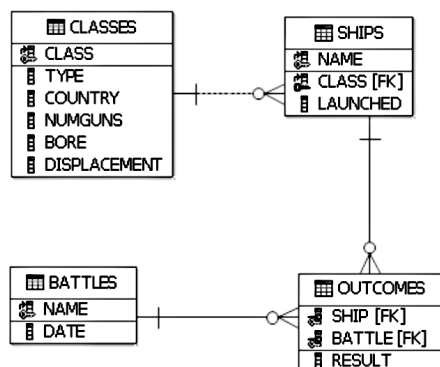 CLASSES
CLASS
TYPE
COUNTRY
NUMGUNS
BORE
DISPLACEMENT
SHIPS
NAME
CLASS [FK]
LAUNCHED
BATTLES
NAME
DATE
OUTCOMES
SHIP [FK]
BATTLE [FK]
RESULT